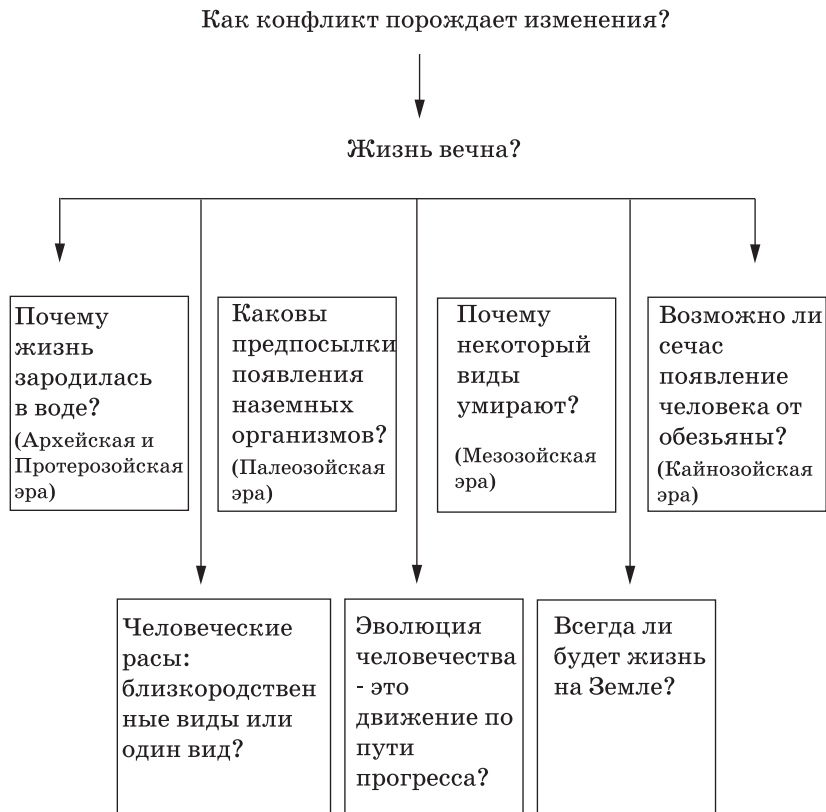 Как конфликт порождает изменения?
Жизнь вечна?
Почему
жизнь
зародилась
в воде?
(Архейская и
Протерозойская
эра)
Каковы
предпосылки
появления
наземных
организмов?
(Палеозойская
эра)
Почему
некоторый
виды
умирают?
(Мезозойская
эра)
Возможно ли
сечас
появление
человека от
обезьяны?
(Кайнозойская
эра)
Человеческие
расы:
близкородствен
ные виды или
один вид?
Эволюция
человечества
- это
движение по
пути
прогресса?
Всегда ли
будет жизнь
на Земле?